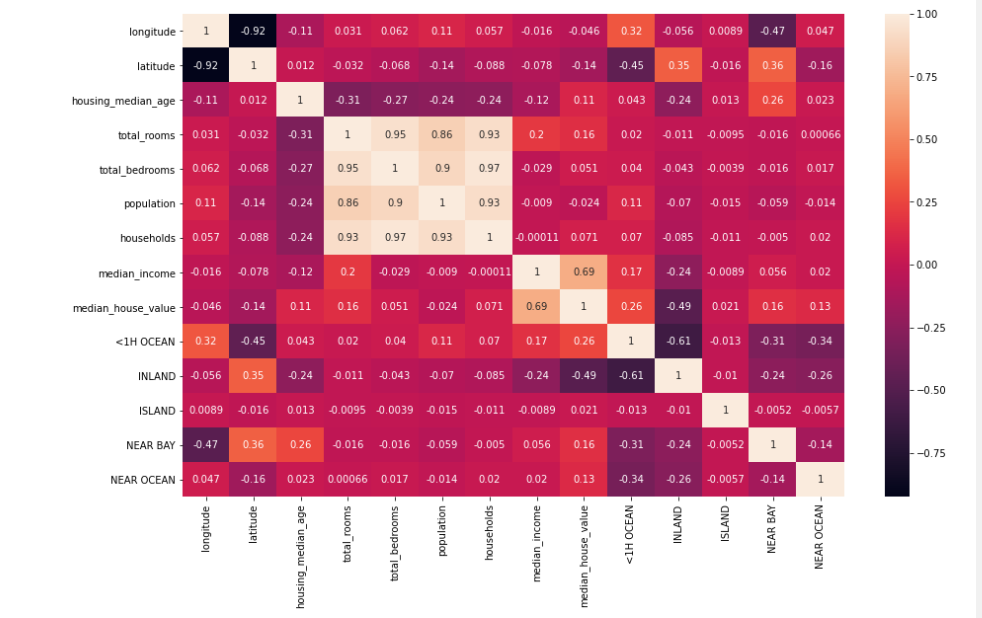 longitude 1 -0.92 -0.11 0.031 0.062 0.11 0.057 -0.016 -0.046 0.32 -0.056 0.0089 -0.47 0.047
latitude -0.92 1 0.012 -0.032 -0.068 -0.14 -0.088 -0.078 -0.14 -0.45 0.35 -0.016 0.36 -0.16
housing_median_age -0.11 0.012 1 -0.31 -0.27 -0.24 -0.24 -0.12 0.11 0.043 -0.24 0.013 0.26 0.023
total_rooms 0.031 -0.032 -0.31 1 0.95 0.86 0.93 0.2 0.16 0.02 -0.011 -0.0095 -0.016 0.00066
total_bedrooms 0.062 -0.068 -0.27 0.95 1 0.9 0.97 -0.029 0.051 0.04 -0.043 -0.0039 -0.016 0.017
population 0.11 -0.14 -0.24 0.86 0.9 1 0.93 -0.009 -0.024 0.11 -0.07 -0.015 -0.059 -0.014
households 0.057 -0.088 -0.24 0.93 0.97 0.93 1 -0.00011 0.071 0.07 -0.085 -0.011 -0.005 0.02
median_income -0.016 -0.078 -0.12 0.2 -0.029 -0.009 -0.00011 1 0.69 0.17 -0.24 -0.0089 0.056 0.02
median_house_value -0.046 -0.14 0.11 0.16 0.051 -0.024 0.071 0.69 1 0.26 -0.49 0.021 0.16 0.13
<1H OCEAN 0.32 -0.45 0.043 0.02 0.04 0.11 0.07 0.17 0.26 1 -0.61 -0.013 -0.31 -0.34
INLAND -0.056 0.35 -0.24 -0.011 -0.043 -0.07 -0.085 -0.24 -0.49 -0.61 1 -0.01 -0.24 -0.26
ISLAND 0.0089 -0.016 0.013 -0.0095 -0.0039 -0.015 -0.011 -0.0089 0.021 -0.013 -0.01 1 -0.0052 -0.0057
NEAR BAY -0.47 0.36 0.26 -0.016 -0.016 -0.059 -0.005 0.056 0.16 -0.31 -0.24 -0.0052 1 -0.14
NEAR OCEAN 0.047 -0.16 0.023 0.00066 0.017 -0.014 0.02 0.02 0.13 -0.34 -0.26 -0.0057 -0.14 1
longitude
latitude
housing_median_age
total_rooms
total_bedrooms
population
households
median_income
median_house_value
<1H OCEAN
INLAND
ISLAND
NEAR BAY
NEAR OCEAN
1.00
0.75
0.50
0.25
0.00
-0.25
-0.50
-0.75